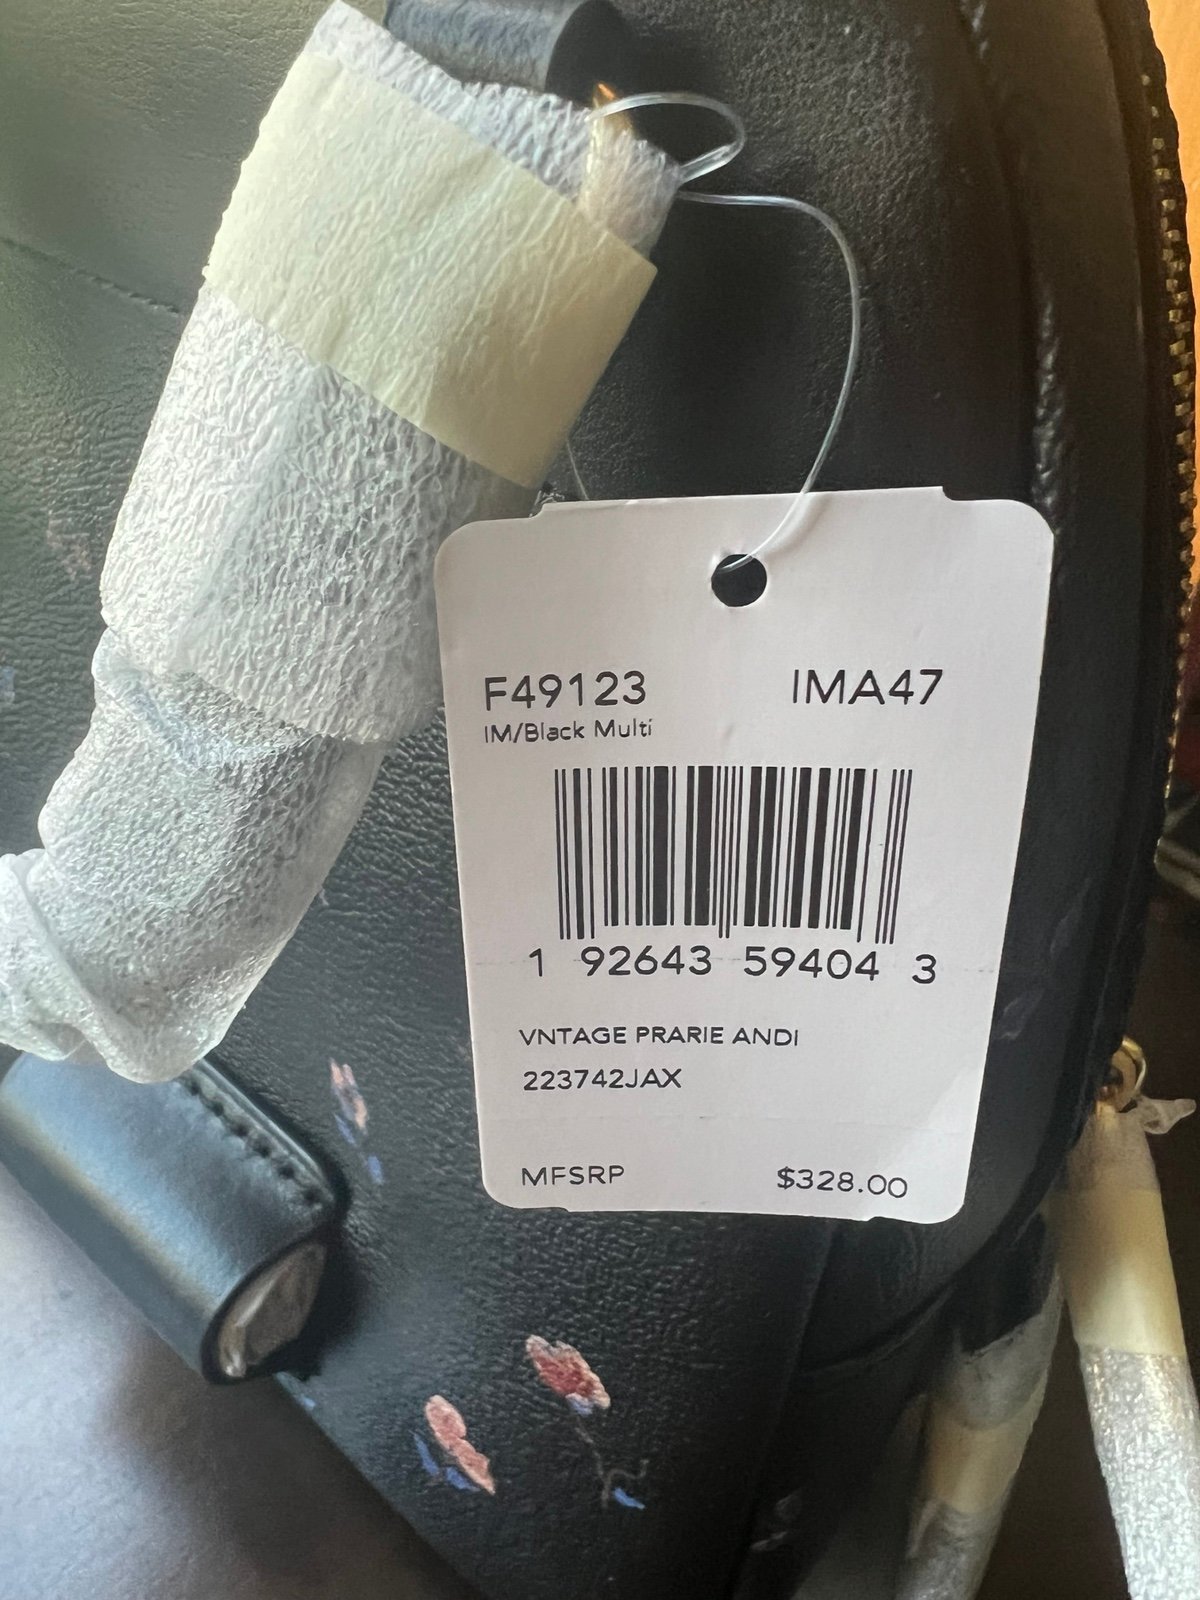 F49123 IMA47
IM/Black Multi
1 92643 59404 3
VNTAGE PRARIE ANDI
223742JAX
MFSRP $328.00